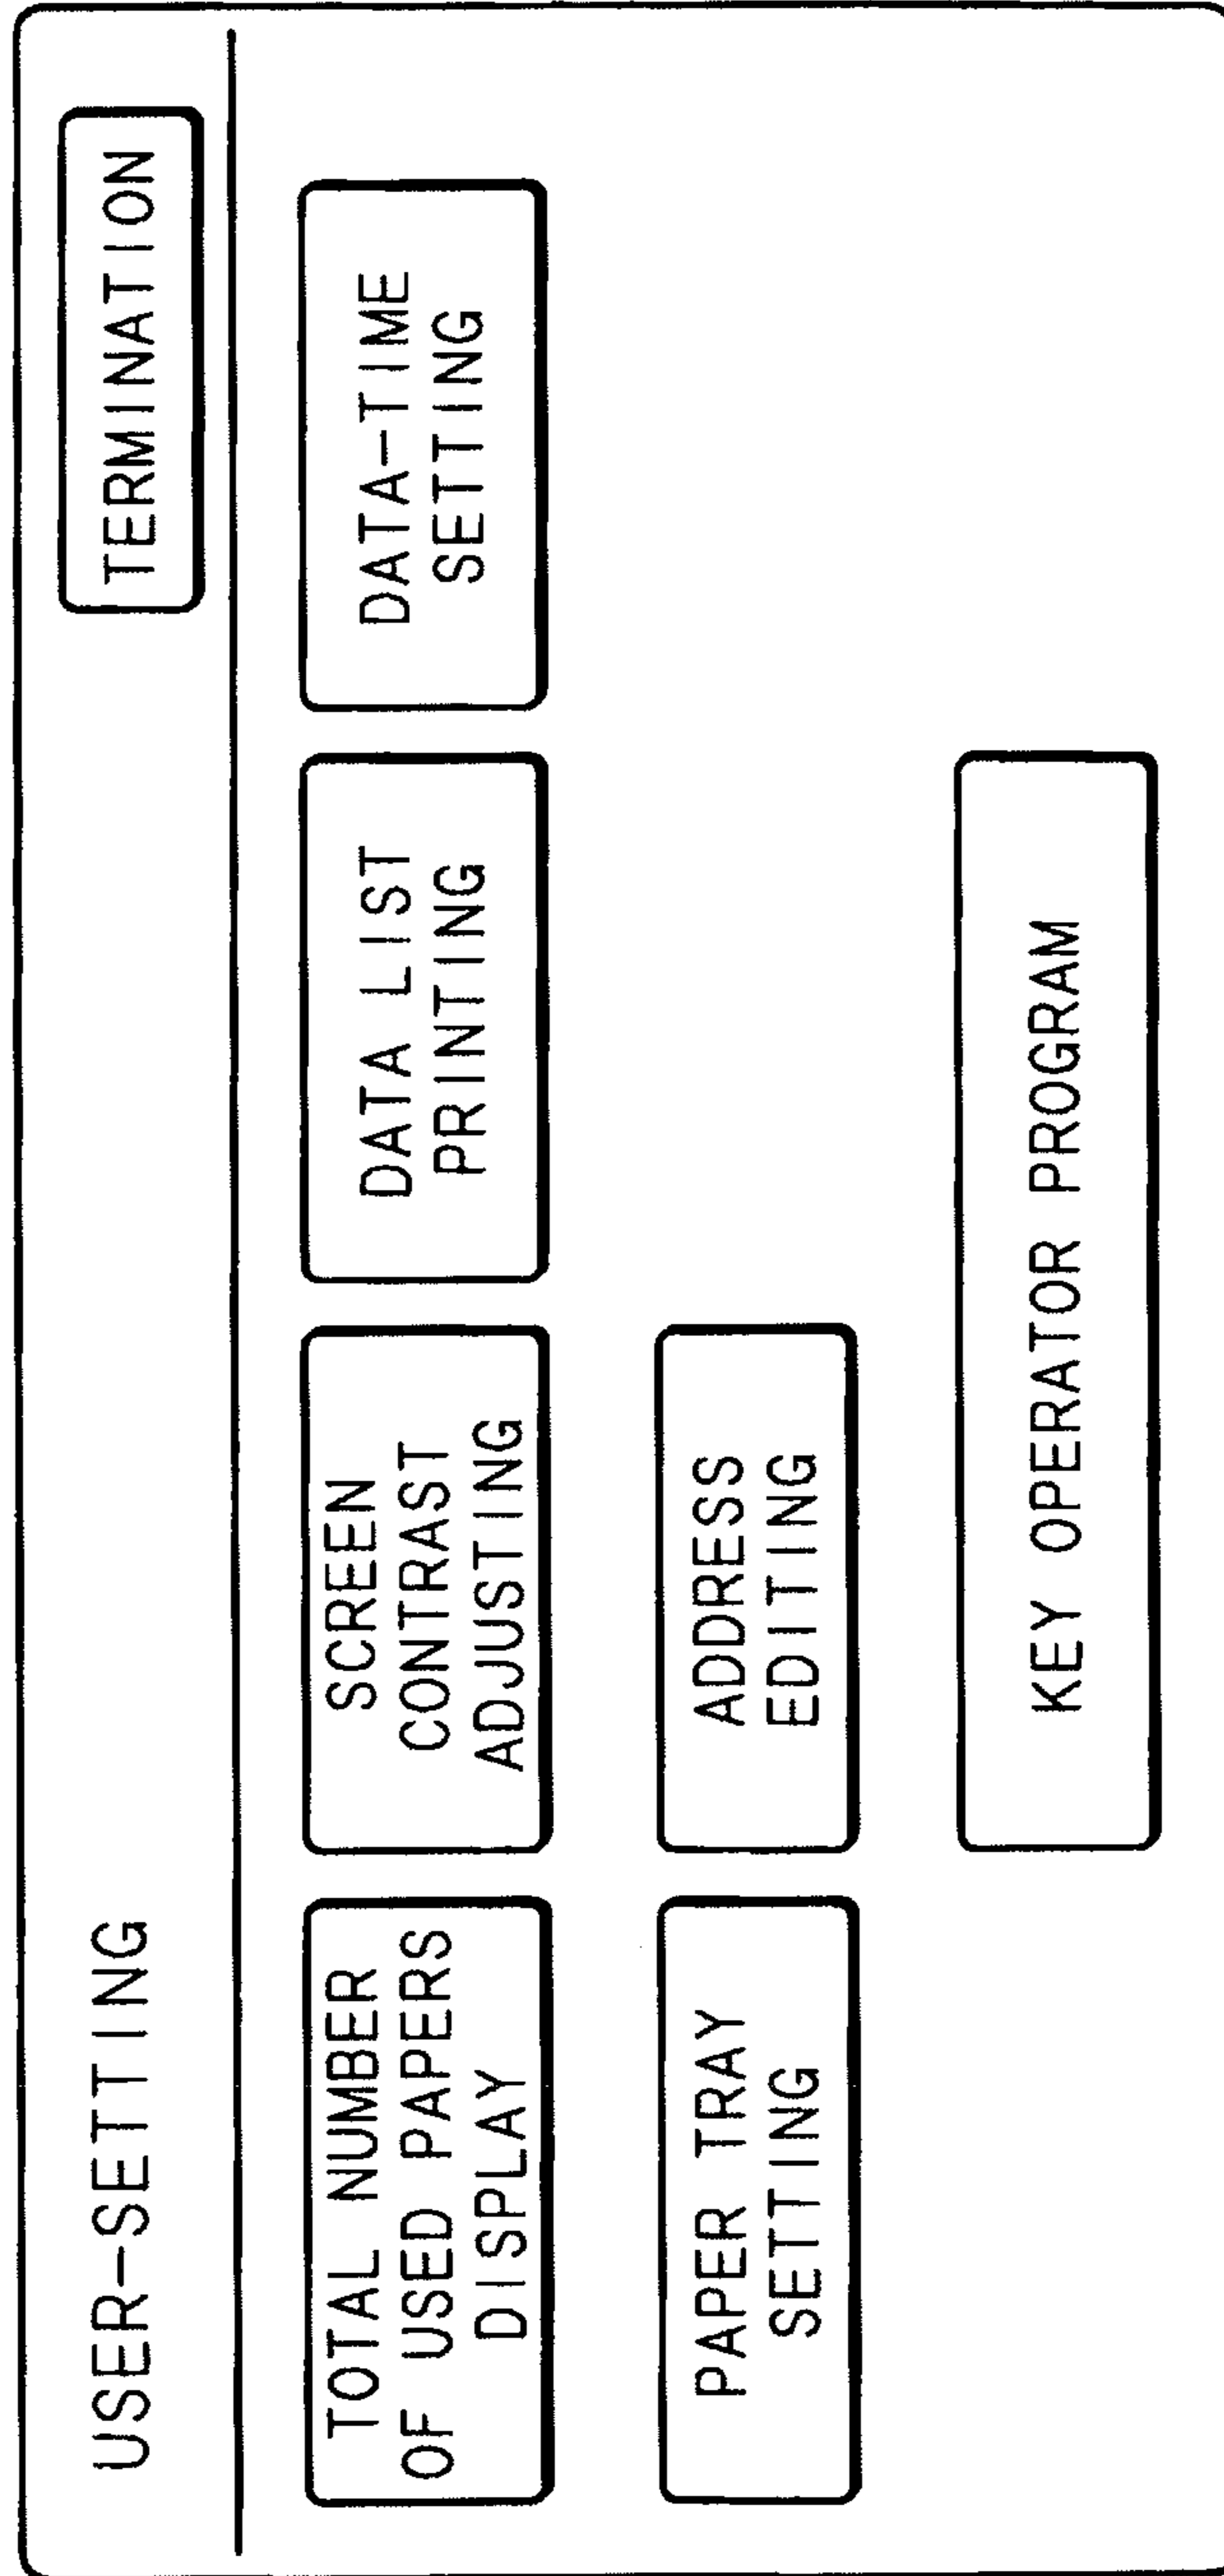 USER-SETTING
TERMINATION
TOTAL NUMBER
OF USED PAPERS
DISPLAY
SCREEN
CONTRAST
ADJUSTING
DATA LIST
PRINTING
DATA-TIME
SETTING
PAPER TRAY
SETTING
ADDRESS
EDITING
KEY OPERATOR PROGRAM